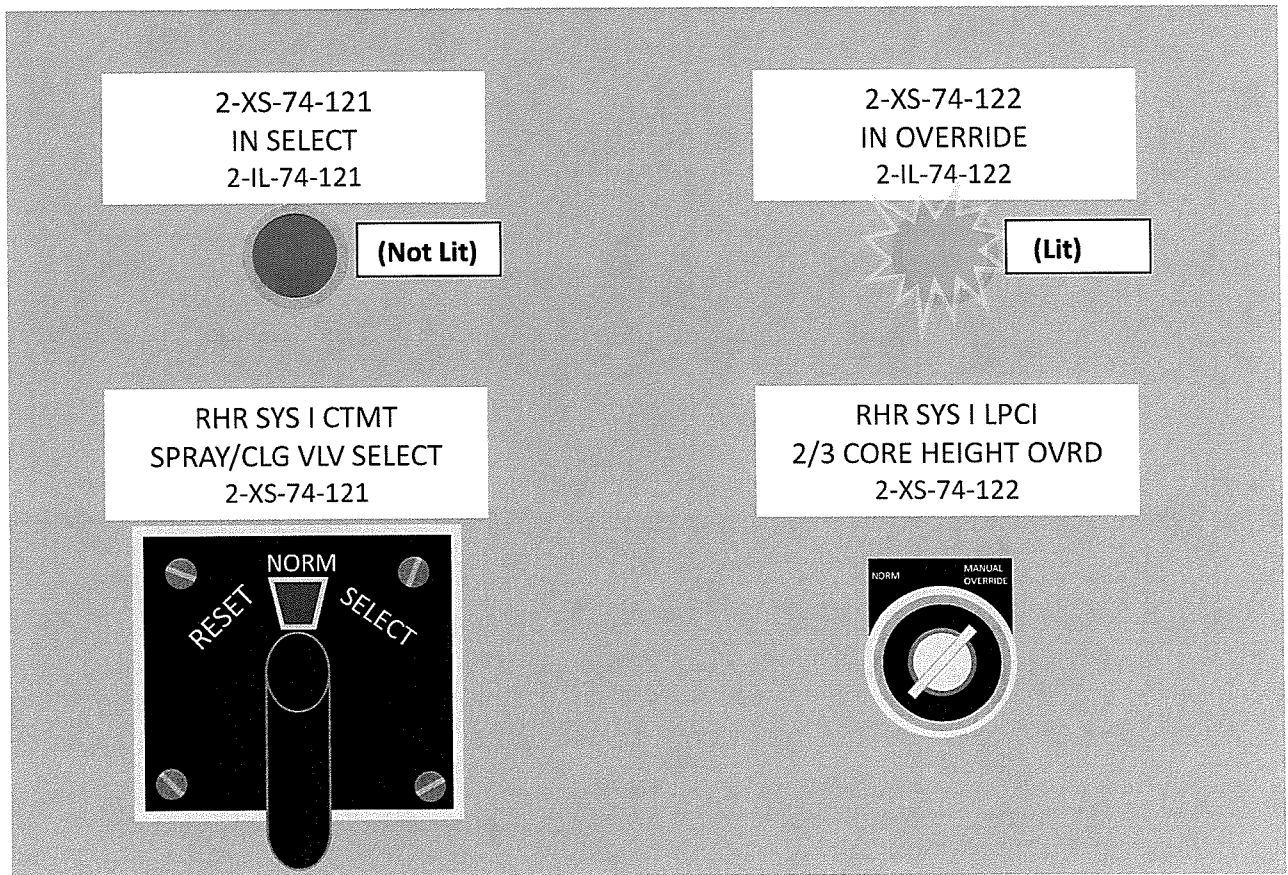 2-XS-74-121
IN SELECT
2-IL-74-121
(Not Lit)
2-XS-74-122
IN OVERRIDE
2-IL-74-122
(Lit)
RHR SYS I CTMT
SPRAY/CLG VLV SELECT
2-XS-74-121
RESET
NORM
SELECT
RHR SYS I LPCI
2/3 CORE HEIGHT OVRD
2-XS-74-122
NORM
MANUAL
OVERRIDE